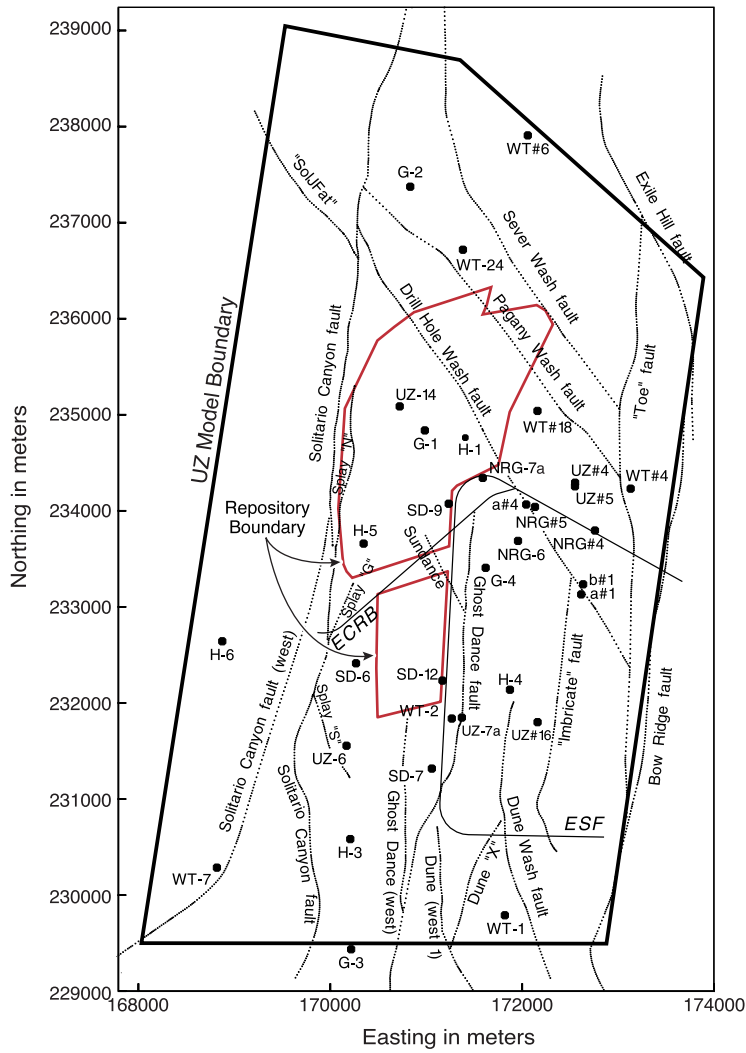 239000
238000
237000
236000
235000
234000
233000
232000
231000
230000
229000
168000
170000
172000
174000
Northing in meters
Easting in meters
UZ Model Boundary
"SolJFat"
G-2
WT#6
Exile Hill fault
WT-24
Sever Wash fault
Pagany Wash fault
Drill Hole Wash fault
Solitario Canyon fault
"Toe" fault
UZ-14
G-1
H-1
WT#18
Splay "N"
NRG-7a
UZ#4
UZ#5
WT#4
Repository
Boundary
SD-9
a#4
NRG#5
NRG#4
H-5
Sundance
NRG-6
Splay "G"
G-4
b#1
a#1
ECRB
Ghost Dance fault
H-6
SD-6
SD-12
H-4
Solitario Canyon fault (west)
Splay "S"
WT-2
UZ-7a
UZ#16
"Imbricate" fault
Bow Ridge fault
UZ-6
SD-7
Solitario Canyon fault
Ghost Dance(west)
ESF
H-3
Dune (west 1)
Dune "X"
Dune Wash fault
WT-7
WT-1
G-3